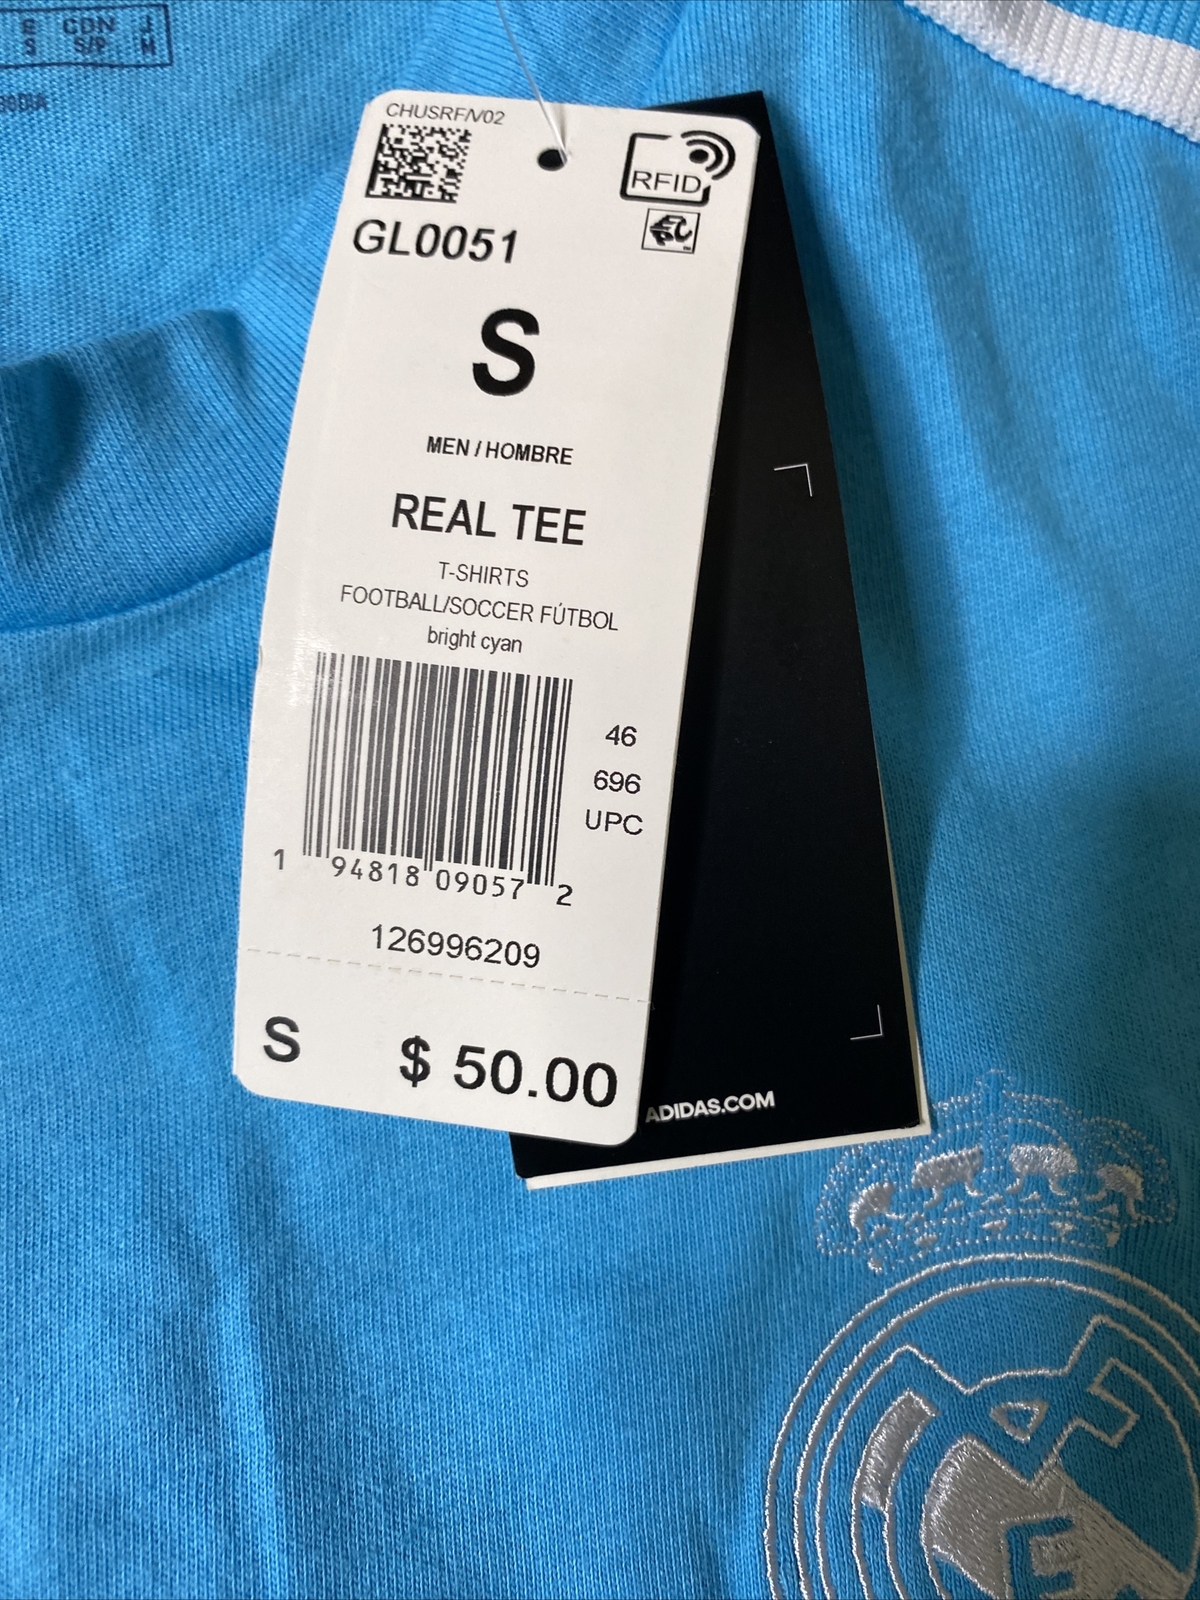 E CDN J
S S/P M
CHUSRF/V02
RFID
GL0051
S
MEN / HOMBRE
REAL TEE
T-SHIRTS
FOOTBALL/SOCCER FÚTBOL
bright cyan
46
696
UPC
1 94818 09057 2
126996209
S $ 50.00
ADIDAS.COM